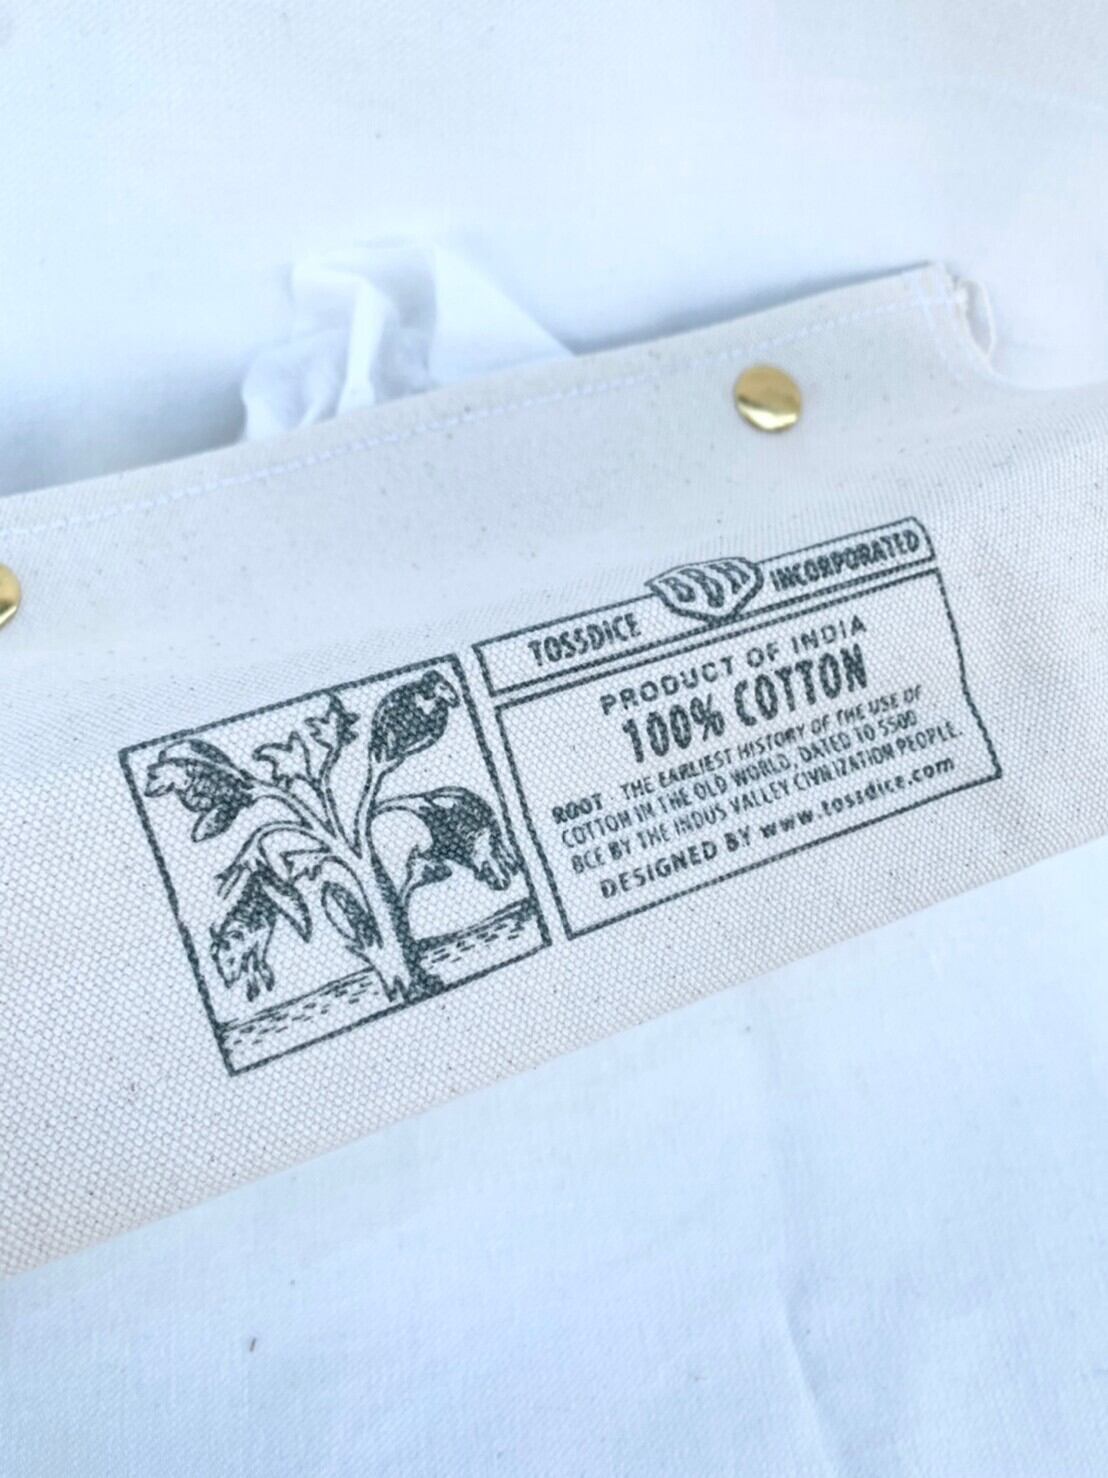 TOSSDICE BBH INCORPORATED
PRODUCT OF INDIA
100% COTTON
ROOT THE EARLIEST HISTORY OF THE USE OF
COTTON IN THE OLD WORLD, DATED TO 5500
BCE BY THE INDUS VALLEY CIVILIZATION PEOPLE.
DESIGNED BY www.tossdice.com